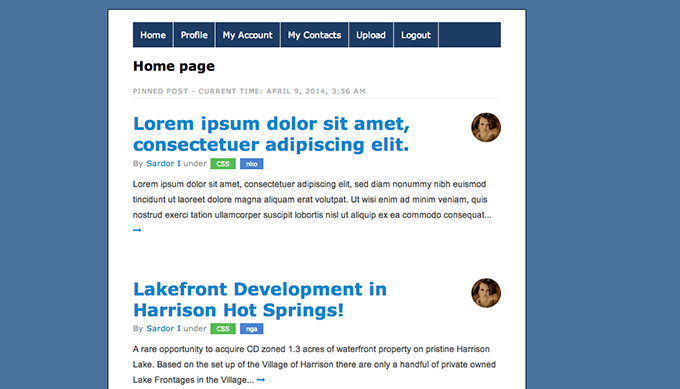 Home Profile My Account My Contacts Upload Logout
Home page
PINNED POST - CURRENT TIME: APRIL 9, 2014, 3:56 AM
Lorem ipsum dolor sit amet,
consectetuer adipiscing elit.
By Sardor I under CSS nko
Lorem ipsum dolor sit amet, consectetuer adipiscing elit, sed diam nonummy nibh euismod
tincidunt ut laoreet dolore magna aliquam erat volutpat. Ut wisi enim ad minim veniam, quis
nostrud exerci tation ullamcorper suscipit lobortis nisl ut aliquip ex ea commodo consequat...
→
Lakefront Development in
Harrison Hot Springs!
By Sardor I under CSS nga
A rare opportunity to acquire CD zoned 1.3 acres of waterfront property on pristine Harrison
Lake. Based on the set up of the Village of Harrison there are only a handful of private owned
Lake Frontages in the Village... →